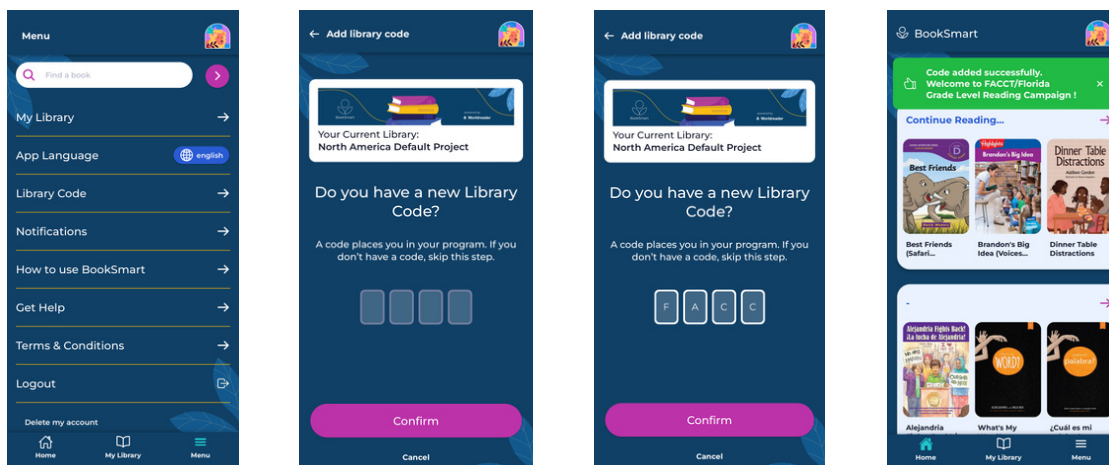 Menu
Find a book
My Library
App Language
english
Library Code
Notifications
How to use BookSmart
Get Help
Terms & Conditions
Logout
Delete my account
Home
My Library
Menu
Add library code
BookSmart
Worldreader
Your Current Library:
North America Default Project
Do you have a new Library
Code?
A code places you in your program. If you
don't have a code, skip this step.
Confirm
Cancel
Add library code
BookSmart
Worldreader
Your Current Library:
North America Default Project
Do you have a new Library
Code?
A code places you in your program. If you
don't have a code, skip this step.
F A C C
Confirm
Cancel
BookSmart
Code added successfully.
Welcome to FACCT/Florida
Grade Level Reading Campaign !
Continue Reading...
D
Best Friends
Highlights
Brandon's Big Idea
Dinner Table
Distractions
Best Friends
(Safari...
Brandon's Big
Idea (Voices...
Dinner Table
Distractions
-
Alejandria Fights Back!
¡La lucha de Alejandria!
WORD?
palabra?
Alejandria
What's My
¿Cuál es mi
Home
My Library
Menu